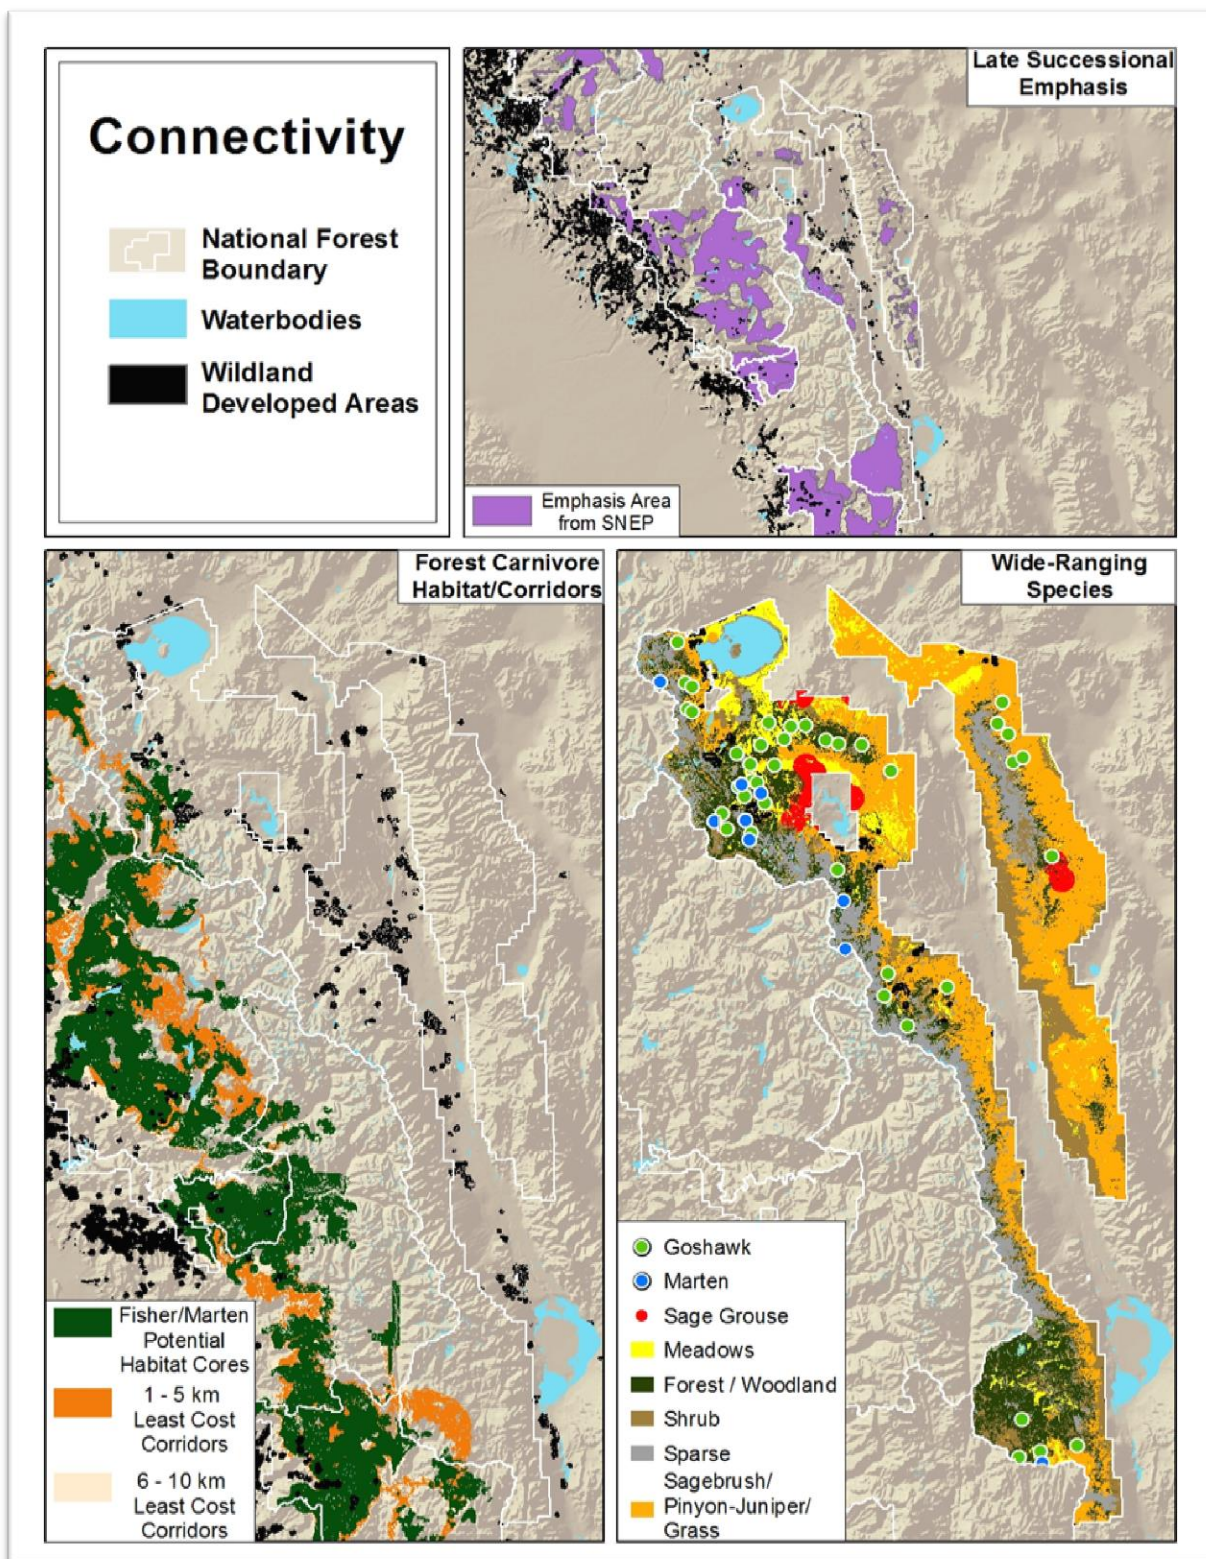 Connectivity
National Forest
Boundary
Waterbodies
Wildland
Developed Areas
Late Successional
Emphasis
Emphasis Area
from SNEP
Forest Carnivore
Habitat/Corridors
Fisher/Marten
Potential
Habitat Cores
1 - 5 km
Least Cost
Corridors
6 - 10 km
Least Cost
Corridors
Wide-Ranging
Species
Goshawk
Marten
Sage Grouse
Meadows
Forest / Woodland
Shrub
Sparse
Sagebrush/
Pinyon-Juniper/
Grass